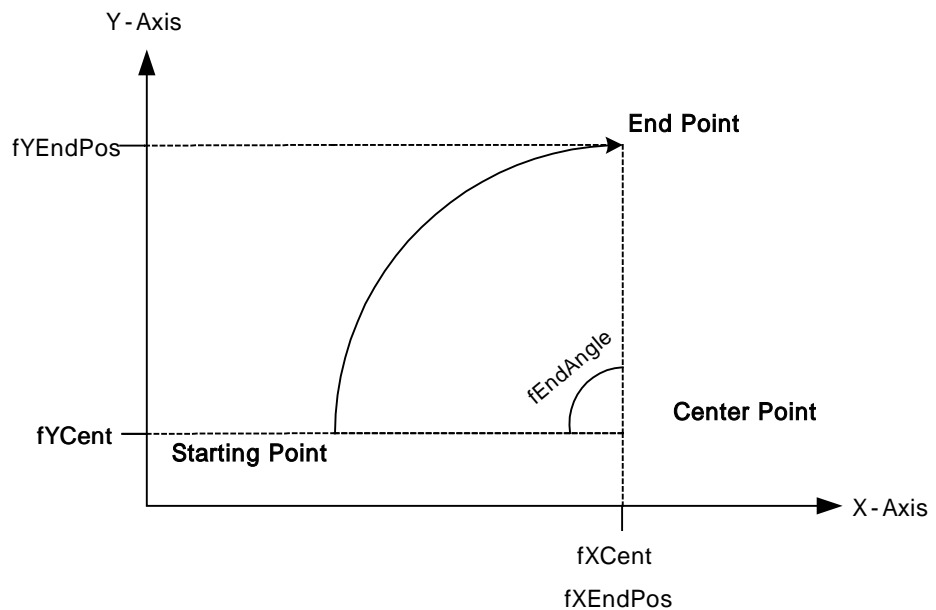 Y - Axis
End Point
fYEndPos
fEndAngle
Center Point
fYCent
Starting Point
X - Axis
fXCent
fXEndPos